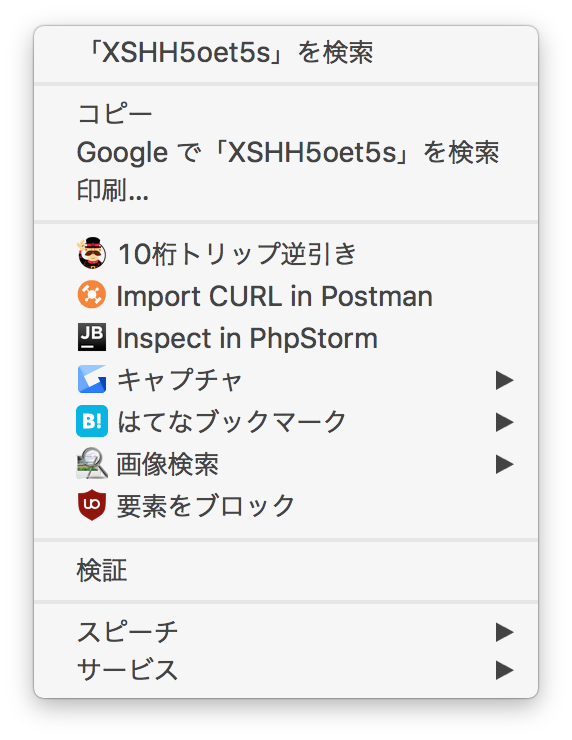 「XSHH5oet5s」を検索
コピー
Google で「XSHH5oet5s」を検索
印刷...
10桁トリップ逆引き
Import CURL in Postman
JB Inspect in PhpStorm
キャプチャ
B! はてなブックマーク
画像検索
uo 要素をブロック
検証
スピーチ
サービス